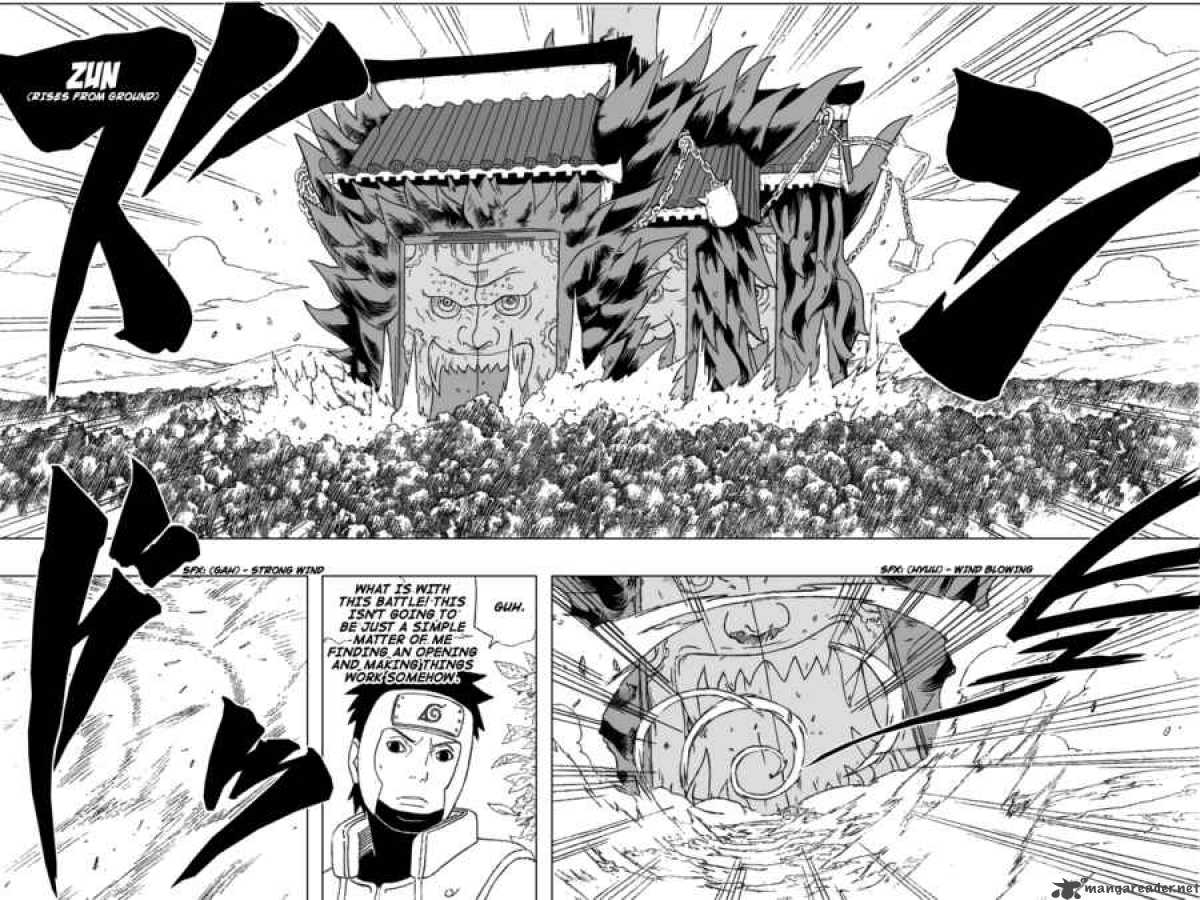 ズン
ZUN
(RISES FROM GROUND)
SFX: (HYUU) - WIND BLOWING
GUH.
WHAT IS WITH
THIS BATTLE! THIS
ISN'T GOING TO
BE JUST A SIMPLE
MATTER OF ME
FINDING AN OPENING
AND MAKING THINGS
WORK SOMEHOW.
SFX: (GAH) - STRONG WIND
mangareader.net